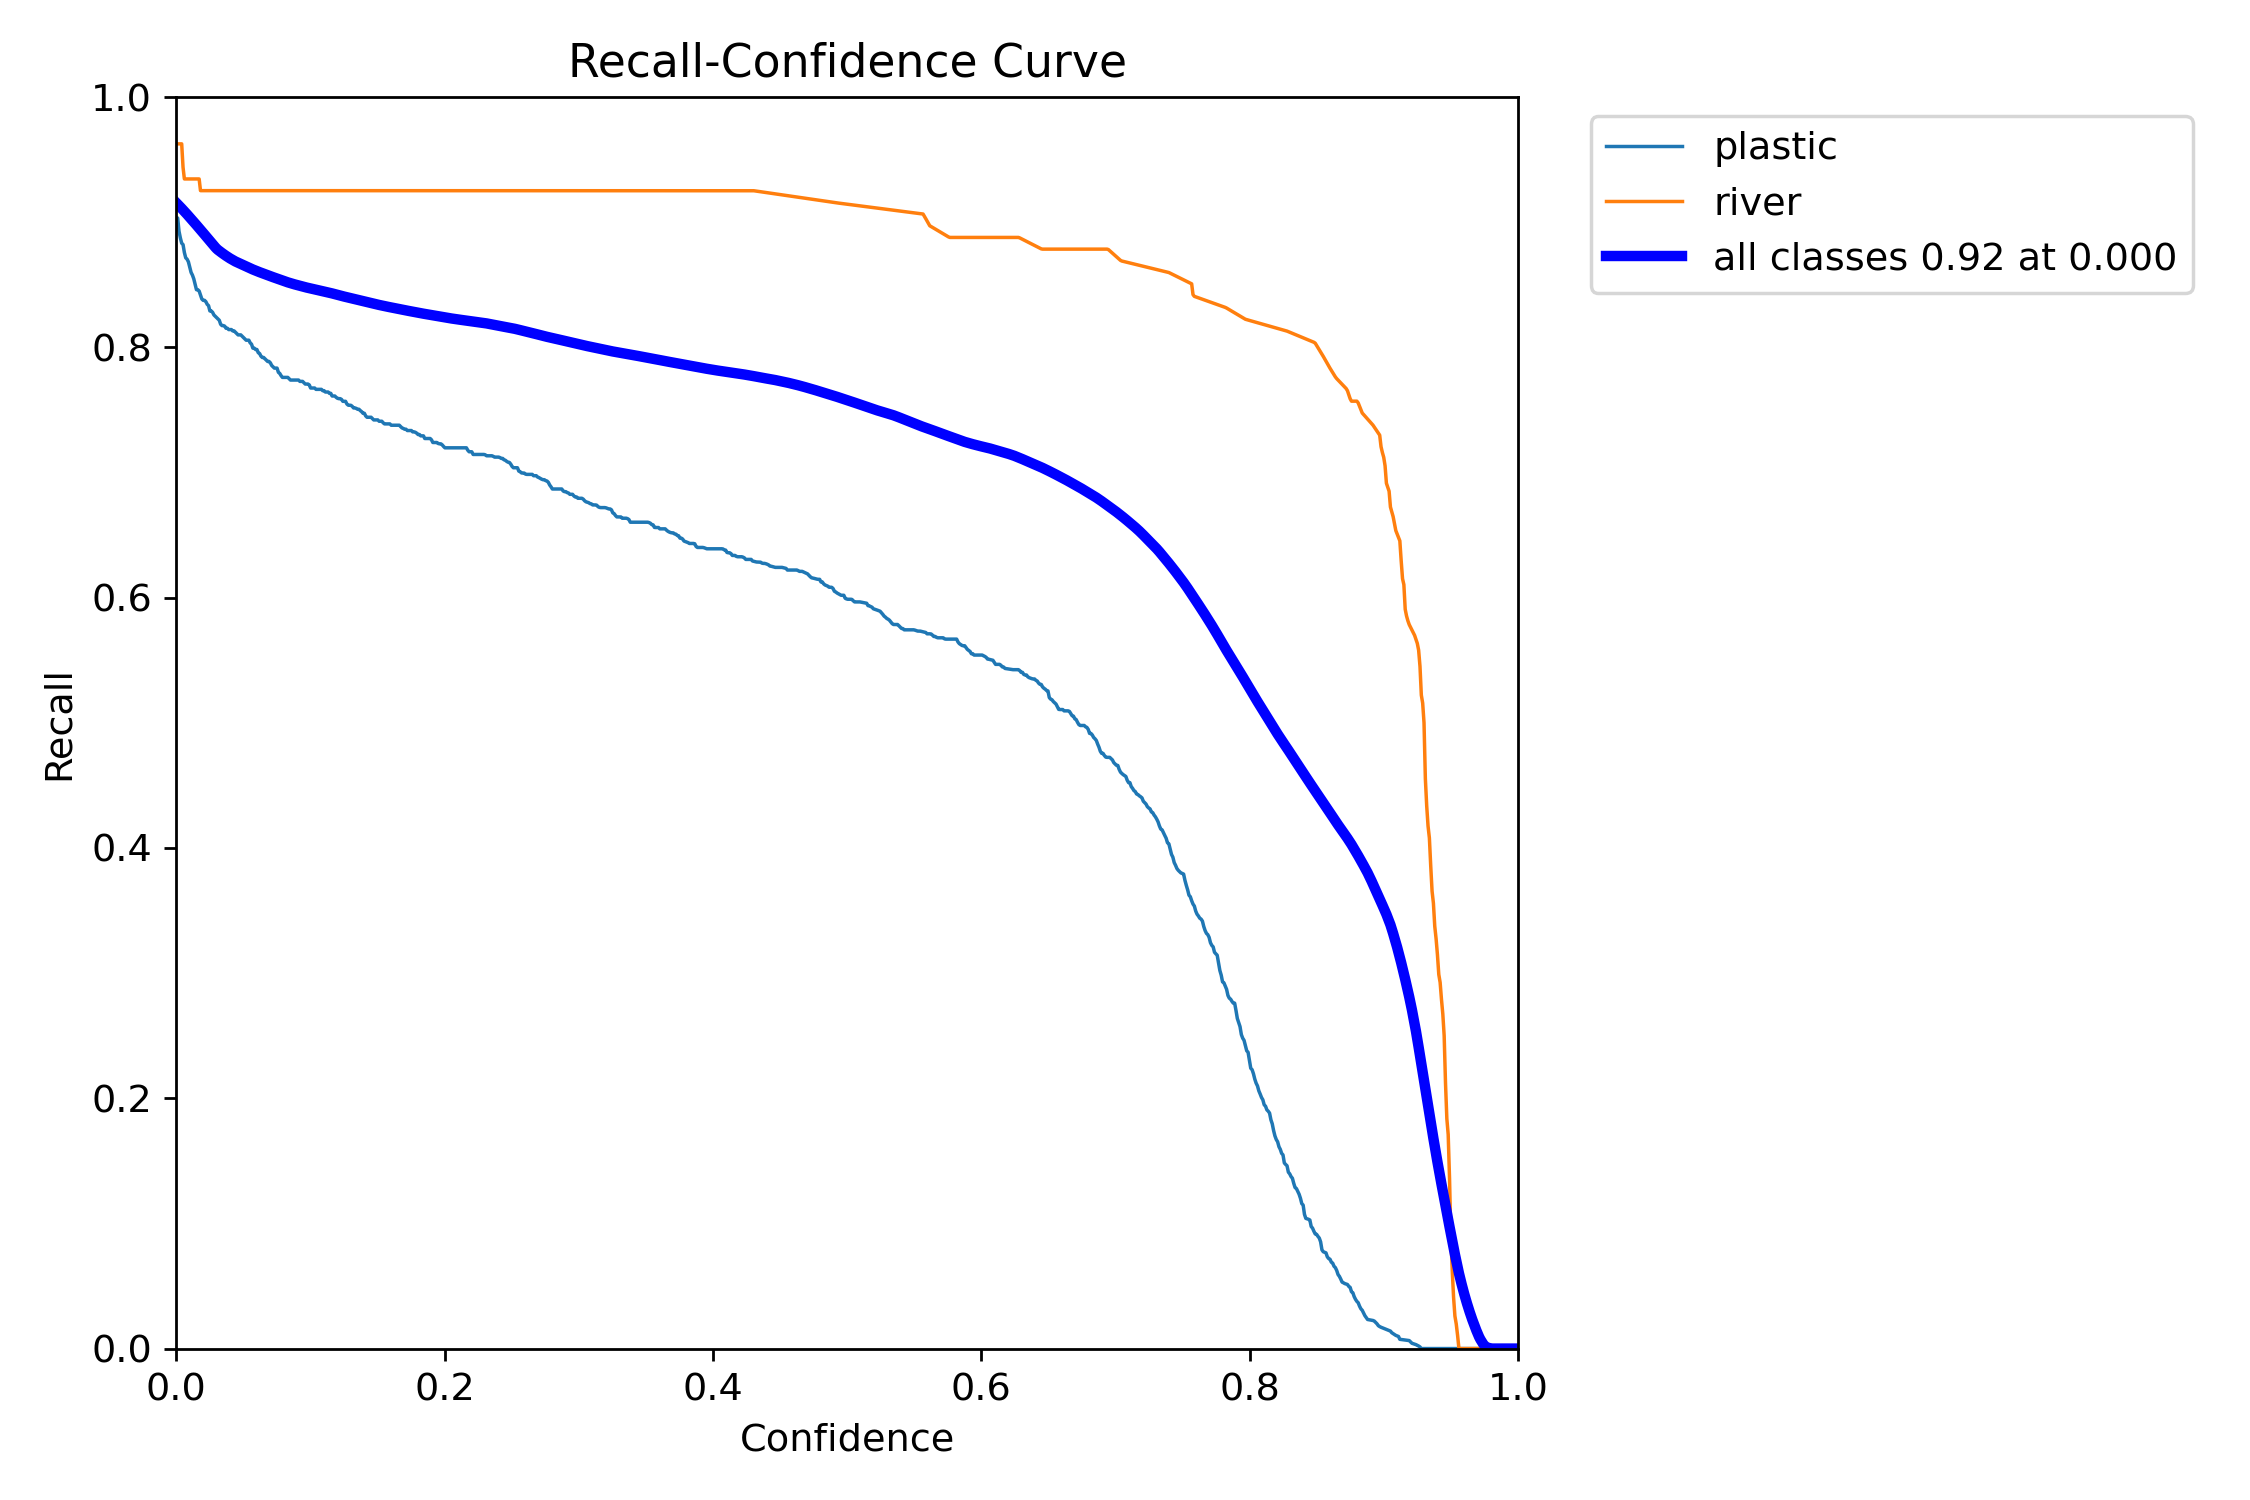 Recall-Confidence Curve
1.0
0.8
0.6
0.4
0.2
0.0
Recall
0.0 0.2 0.4 0.6 0.8 1.0
Confidence
plastic
river
all classes 0.92 at 0.000